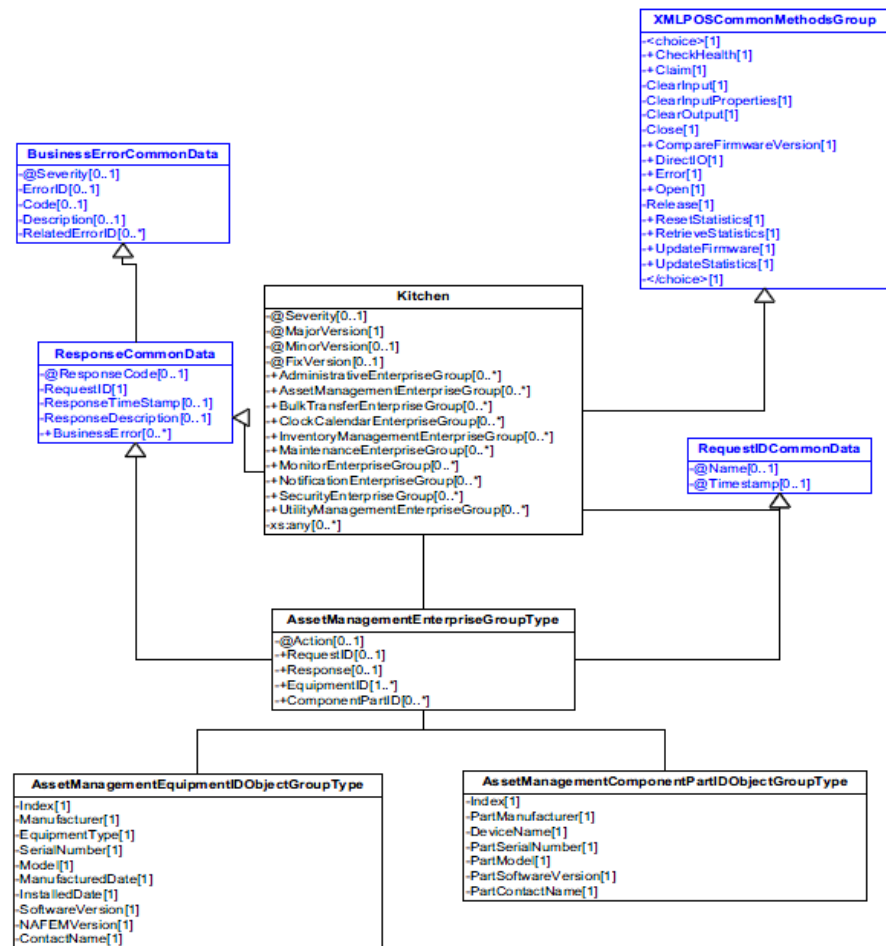 XMLPOSCommonMethodsGroup
-<choice>[1]
-+CheckHealth[1]
-+Claim[1]
-ClearInput[1]
-ClearInputProperties[1]
-ClearOutput[1]
-Close[1]
-+CompareFirmwareVersion[1]
-+DirectIO[1]
-+Error[1]
-+Open[1]
-Release[1]
-+ResetStatistics[1]
-+RetrieveStatistics[1]
-+UpdateFirmware[1]
-+UpdateStatistics[1]
-</choice>[1]
BusinessErrorCommonData
-@Severity[0..1]
-ErrorID[0..1]
-Code[0..1]
-Description[0..1]
-RelatedErrorID[0..*]
Kitchen
-@Severity[0..1]
-@MajorVersion[1]
-@MinorVersion[0..1]
-@FixVersion[0..1]
-+AdministrativeEnterpriseGroup[0..*]
-+AssetManagementEnterpriseGroup[0..*]
-+BulkTransferEnterpriseGroup[0..*]
-+ClockCalendarEnterpriseGroup[0..*]
-+InventoryManagementEnterpriseGroup[0..*]
-+MaintenanceEnterpriseGroup[0..*]
-+MonitorEnterpriseGroup[0..*]
-+NotificationEnterpriseGroup[0..*]
-+SecurityEnterpriseGroup[0..*]
-+UtilityManagementEnterpriseGroup[0..*]
-xs:any[0..*]
ResponseCommonData
-@ResponseCode[0..1]
-RequestID[1]
-ResponseTimeStamp[0..1]
-ResponseDescription[0..1]
-+BusinessError[0..*]
RequestIDCommonData
-@Name[0..1]
-@Timestamp[0..1]
AssetManagementEnterpriseGroupType
-@Action[0..1]
-+RequestID[0..1]
-+Response[0..1]
-+EquipmentID[1..*]
-+ComponentPartID[0..*]
AssetManagementEquipmentIDObjectGroupType
-Index[1]
-Manufacturer[1]
-EquipmentType[1]
-SerialNumber[1]
-Model[1]
-ManufacturedDate[1]
-InstalledDate[1]
-SoftwareVersion[1]
-NAFEMVersion[1]
-ContactName[1]
AssetManagementComponentPartIDObjectGroupType
-Index[1]
-PartManufacturer[1]
-DeviceName[1]
-PartSerialNumber[1]
-PartModel[1]
-PartSoftwareVersion[1]
-PartContactName[1]